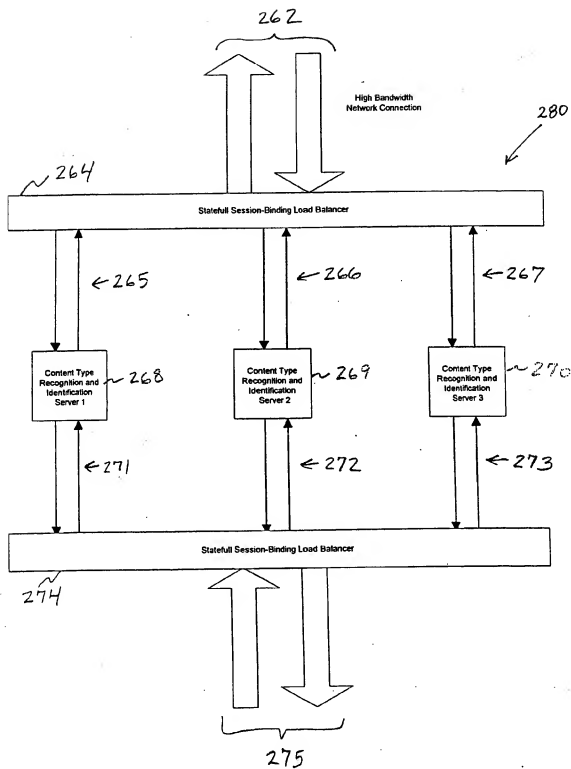 262
High Bandwidth
Network Connection
280
264
Statefull Session-Binding Load Balancer
265
266
267
Content Type
Recognition and
Identification
Server 1
268
Content Type
Recognition and
Identification
Server 2
269
Content Type
Recognition and
Identification
Server 3
270
271
272
273
Statefull Session-Binding Load Balancer
274
275